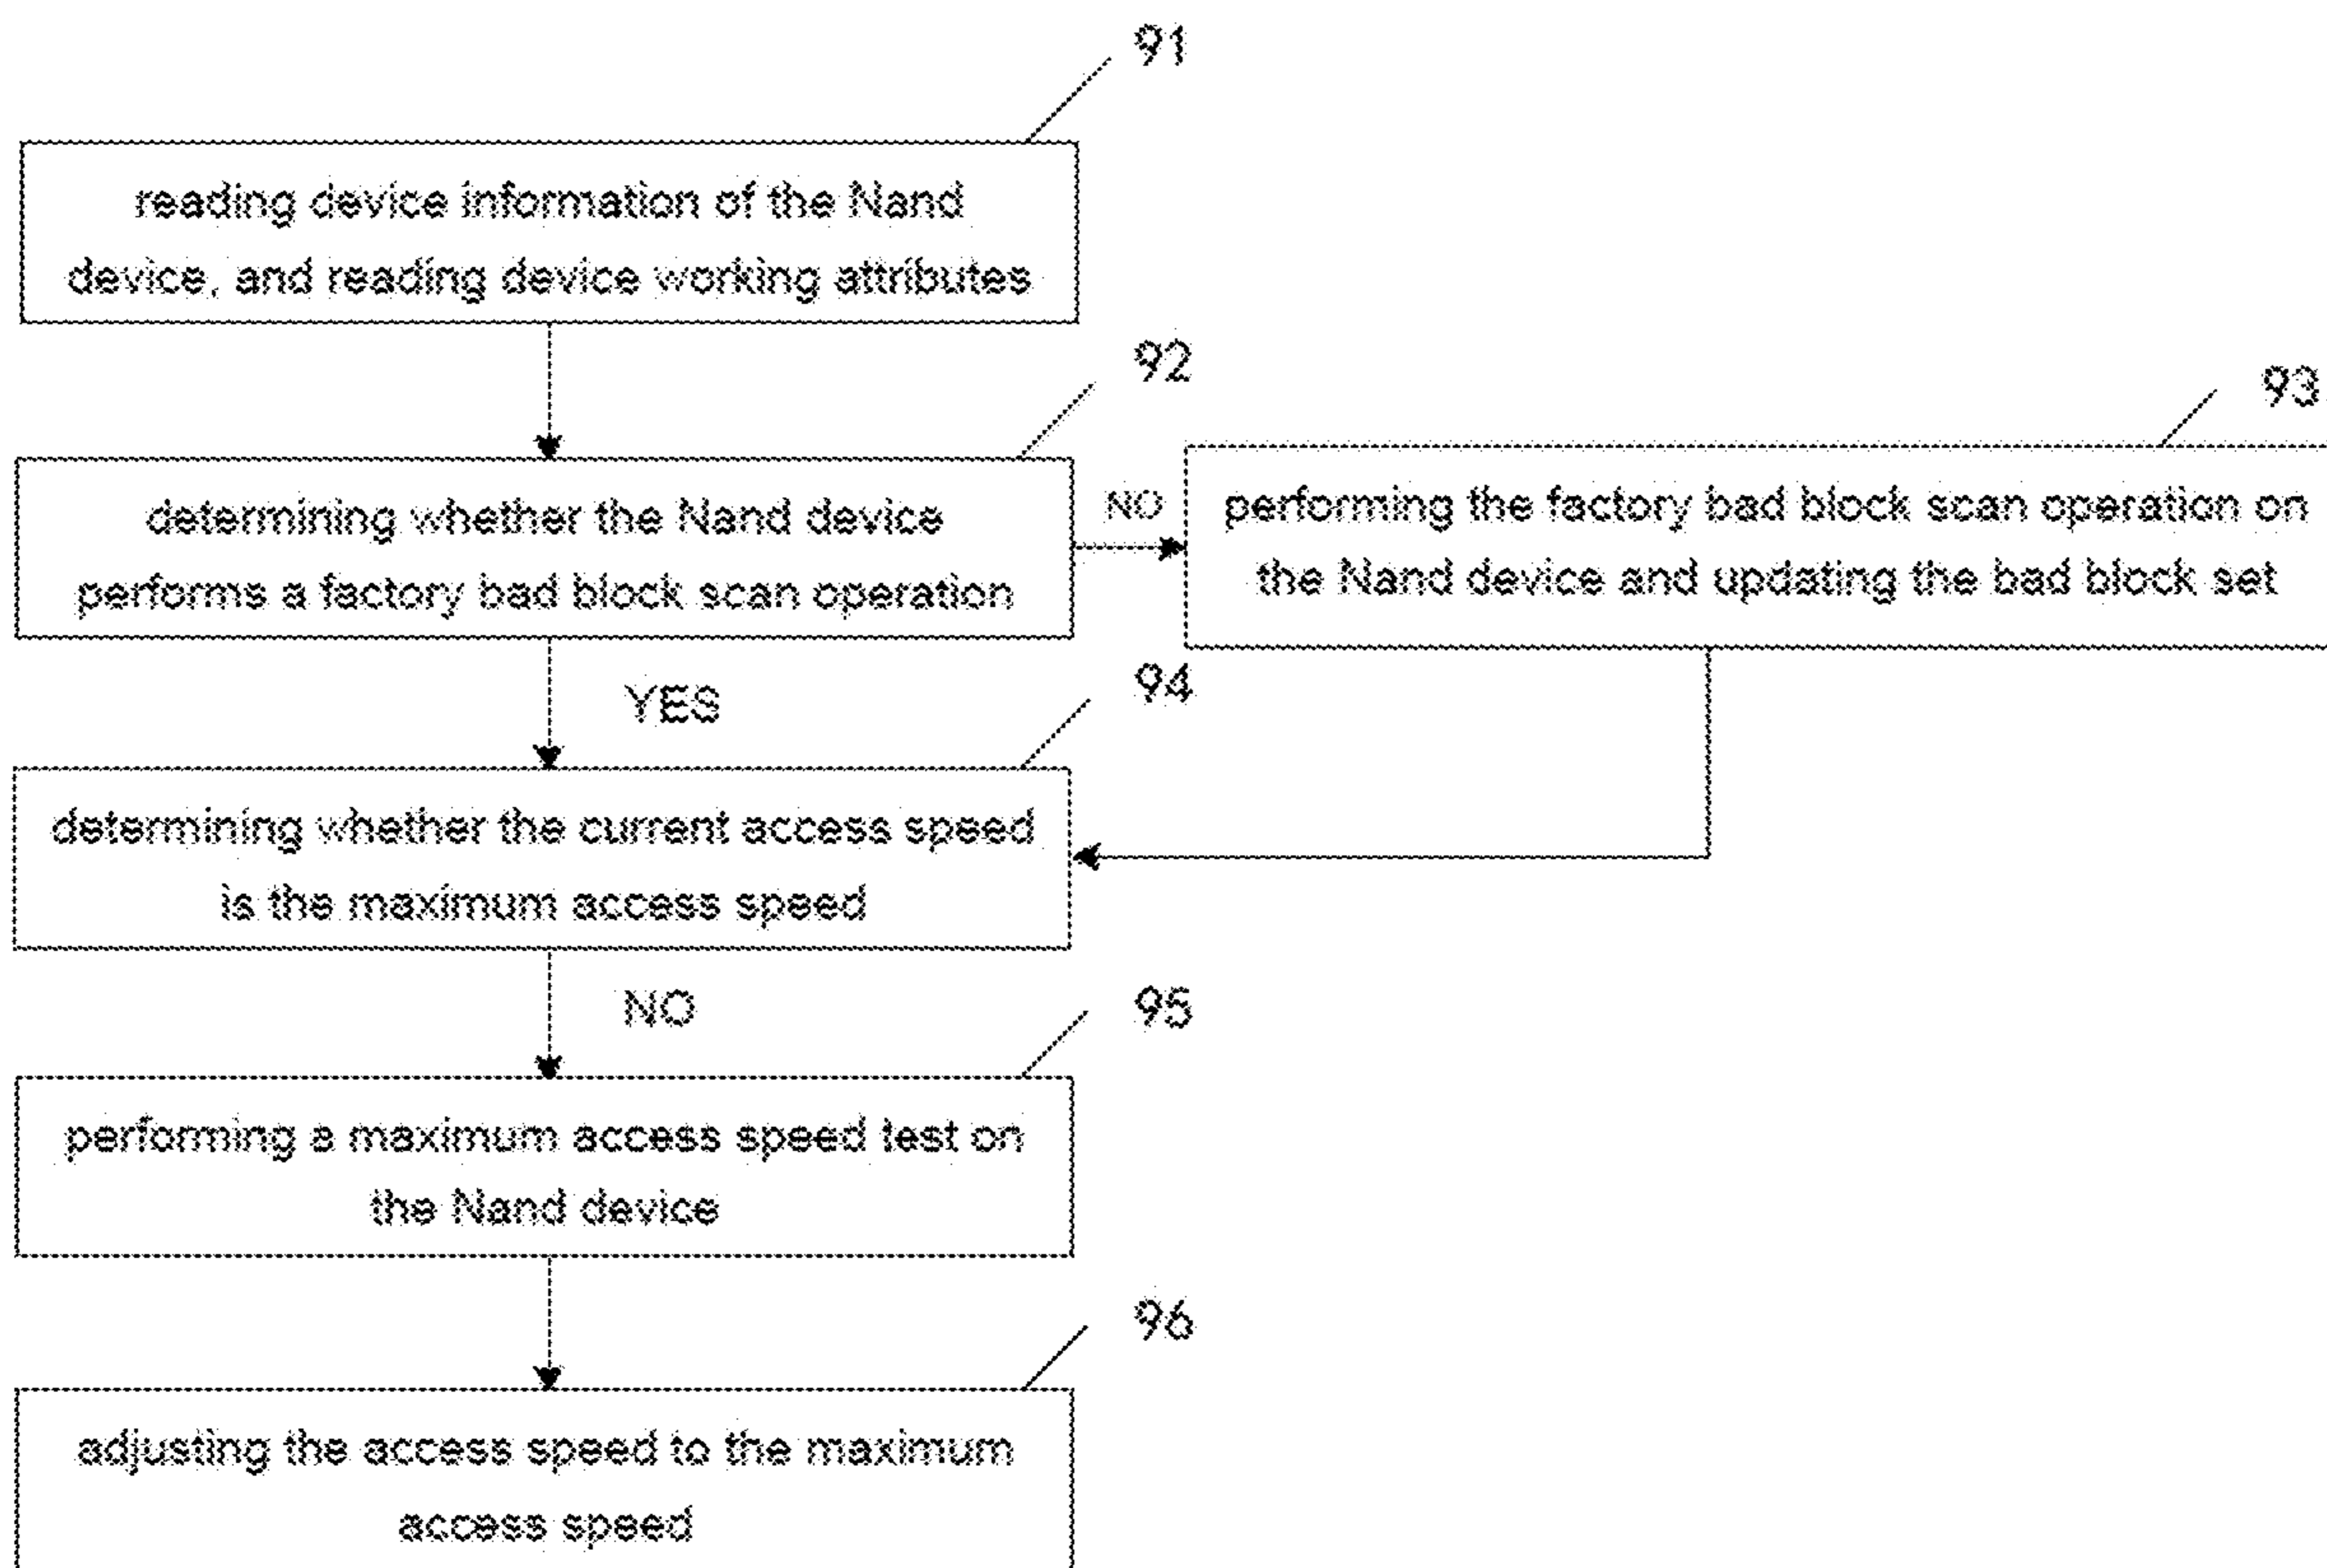 91
reading device information of the Nand
device, and reading device working attributes
92
determining whether the Nand device
performs a factory bad block scan operation
NO
93
performing the factory bad block scan operation on
the Nand device and updating the bad block set
YES
94
determining whether the current access speed
is the maximum access speed
NO
95
performing a maximum access speed test on
the Nand device
96
adjusting the access speed to the maximum
access speed